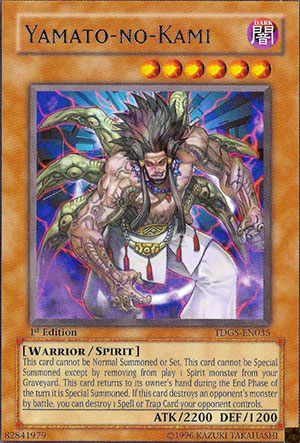 YAMATO-NO-KAMI
DARK
闇
1st Edition
TDGS-EN035
[WARRIOR / SPIRIT]
This card cannot be Normal Summoned or Set. This card cannot be Special
Summoned except by removing from play 1 Spirit monster from your
Graveyard. This card returns to its owner's hand during the End Phase of
the turn it is Special Summoned. If this card destroys an opponent's
monster by battle, you can destroy 1 Spell or Trap Card your opponent controls.
ATK/2200 DEF/1200
82841979
©1996 KAZUKI TAKAHASHI